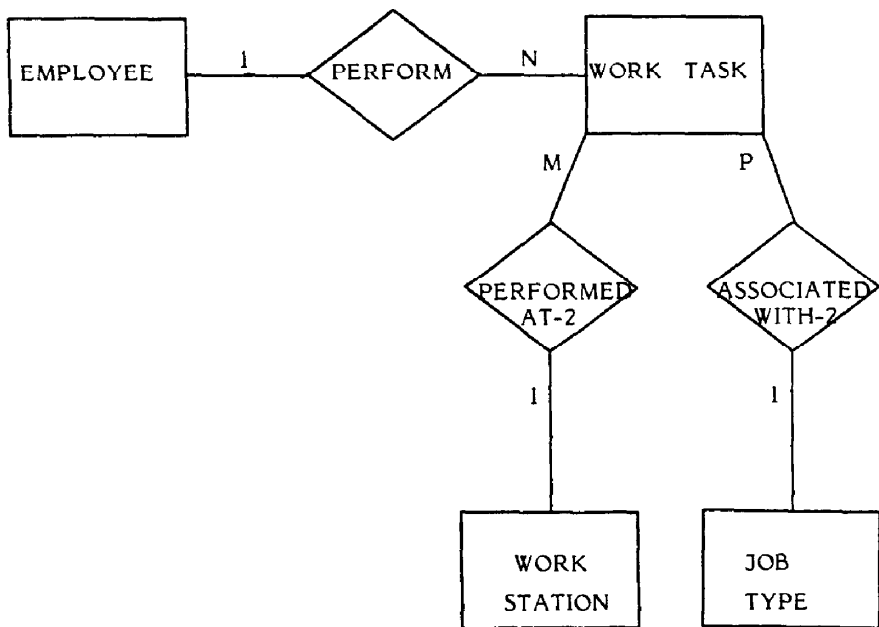 EMPLOYEE
1
PERFORM
N
WORK TASK
M
P
PERFORMED
AT-2
ASSOCIATED
WITH-2
1
1
WORK
STATION
JOB
TYPE